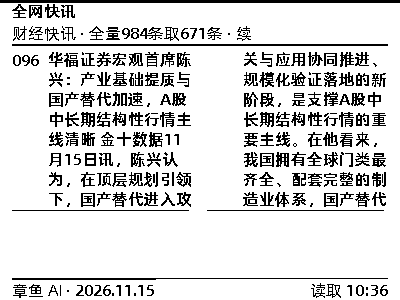 全网快讯
财经快讯 · 全量984条取671条 · 续
096 华福证券宏观首席陈
兴：产业基础提质与
国产替代加速，A股
中长期结构性行情主
线清晰 金十数据11
月15日讯，陈兴认
为，在顶层规划引领
下，国产替代进入攻
关与应用协同推进、
规模化验证落地的新
阶段，是支撑A股中
长期结构性行情的重
要主线。在他看来，
我国拥有全球门类最
齐全、配套完整的制
造业体系，国产替代
章鱼 AI · 2026.11.15
读取 10:36